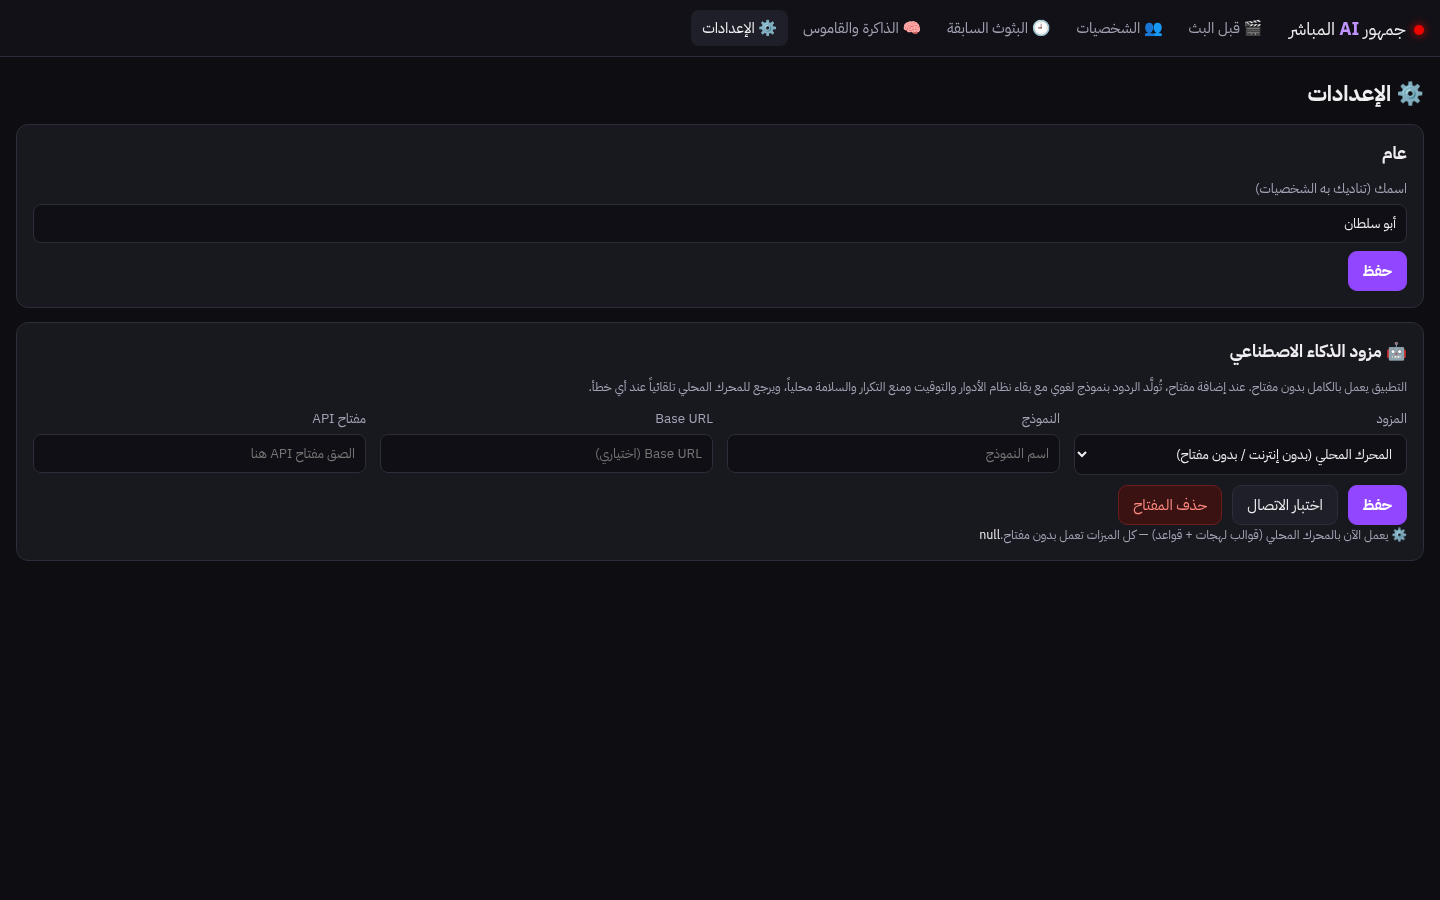 جمهور AI المباشر
🎬 قبل البث
👥 الشخصيات
🕘 البثوث السابقة
🧠 الذاكرة والقاموس
⚙️ الإعدادات
⚙️ الإعدادات
عام
اسمك (تناديك به الشخصيات)
أبو سلطان
حفظ
🤖 مزود الذكاء الاصطناعي
التطبيق يعمل بالكامل بدون مفتاح. عند إضافة مفتاح، تُولَّد الردود بنموذج لغوي مع بقاء نظام الأدوار والتوقيت ومنع التكرار والسلامة محلياً، ويرجع للمحرك المحلي تلقائياً عند أي خطأ.
المزود
النموذج
Base URL
مفتاح API
المحرك المحلي (بدون إنترنت / بدون مفتاح)
اسم النموذج
Base URL (اختياري)
الصق مفتاح API هنا
حفظ
اختبار الاتصال
حذف المفتاح
⚙️ يعمل الآن بالمحرك المحلي (قوالب لهجات + قواعد) — كل الميزات تعمل بدون مفتاح.null